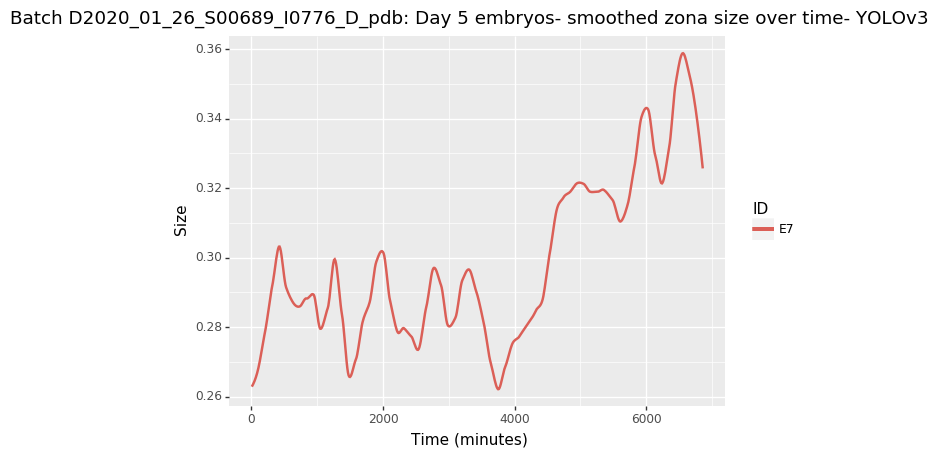 Batch D2020_01_26_S00689_I0776_D_pdb: Day 5 embryos- smoothed zona size over time- YOLOv3
0.36
0.34
0.32
0.30
0.28
0.26
Size
0
2000
4000
6000
Time (minutes)
ID
E7